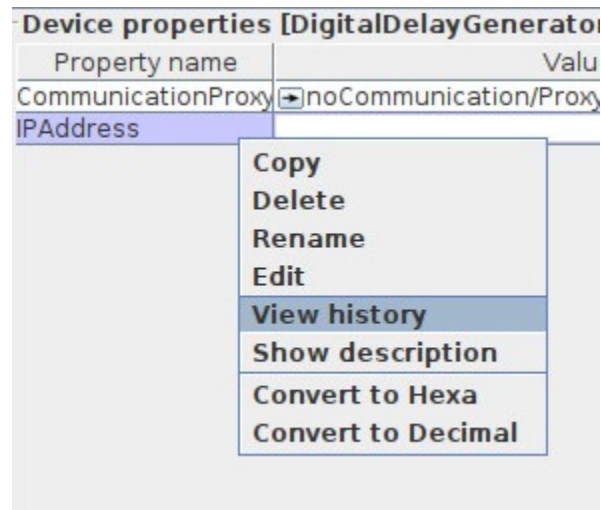 Device properties [DigitalDelayGenerator
Property name Valu
CommunicationProxy noCommunication/Proxy
IPAddress
Copy
Delete
Rename
Edit
View history
Show description
Convert to Hexa
Convert to Decimal